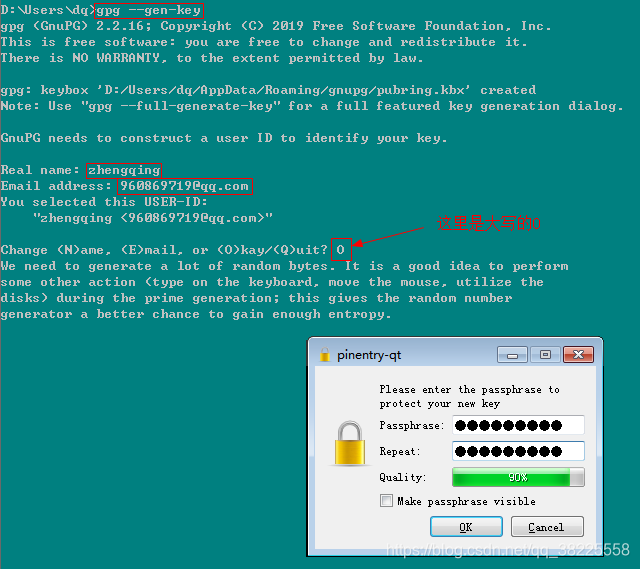 D:\Users\dq>gpg --gen-key
gpg (GnuPG) 2.2.16; Copyright (C) 2019 Free Software Foundation, Inc.
This is free software: you are free to change and redistribute it.
There is NO WARRANTY, to the extent permitted by law.
gpg: keybox 'D:/Users/dq/AppData/Roaming/gnupg/pubring.kbx' created
Note: Use "gpg --full-generate-key" for a full featured key generation dialog.
GnuPG needs to construct a user ID to identify your key.
Real name: zhengqing
Email address: 960869719@qq.com
You selected this USER-ID:
    "zhengqing <960869719@qq.com>"
这里是大写的O
Change (N)ame, (E)mail, or (O)kay/(Q)uit? O
We need to generate a lot of random bytes. It is a good idea to perform
some other action (type on the keyboard, move the mouse, utilize the
disks) during the prime generation; this gives the random number
generator a better chance to gain enough entropy.
pinentry-qt
Please enter the passphrase to
protect your new key
Passphrase: ●●●●●●●●●
Repeat: ●●●●●●●●●
Quality: 90%
Make passphrase visible
OK Cancel
https://blog.csdn.net/qq_38225558